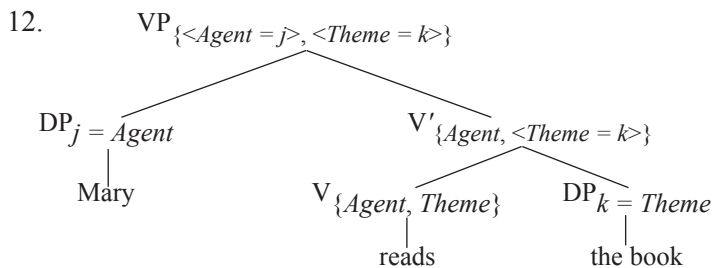 12. VP{<Agent = j>, <Theme = k>}
DPj = Agent V′{Agent, <Theme = k>}
Mary V{Agent, Theme} DPk = Theme
reads the book